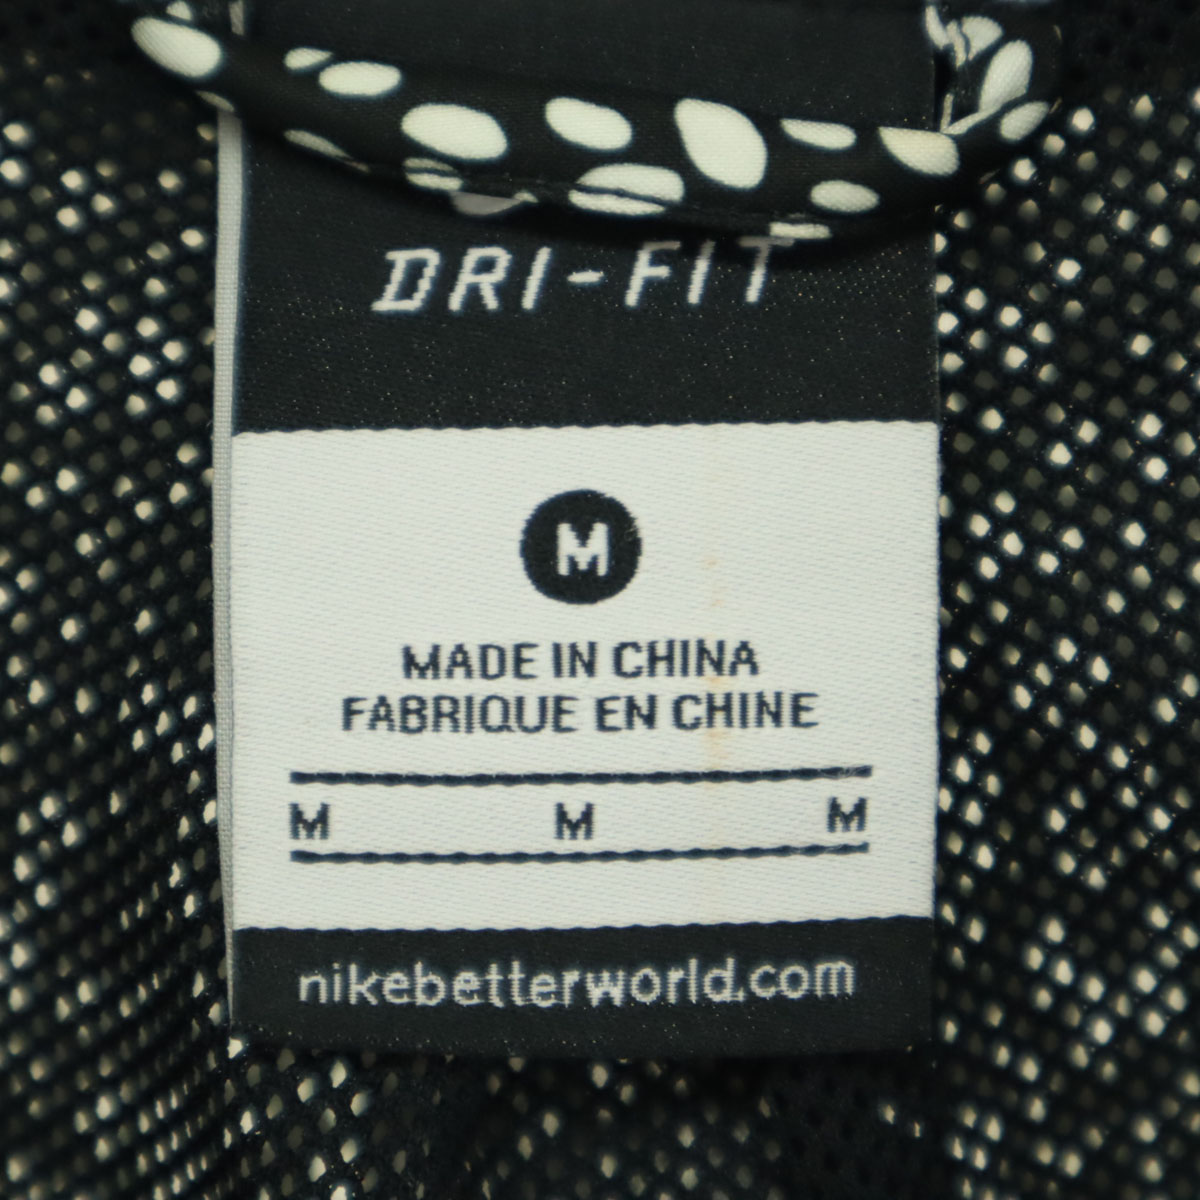 DRI-FIT
M
MADE IN CHINA
FABRIQUE EN CHINE
M M M
nikebetterworld.com